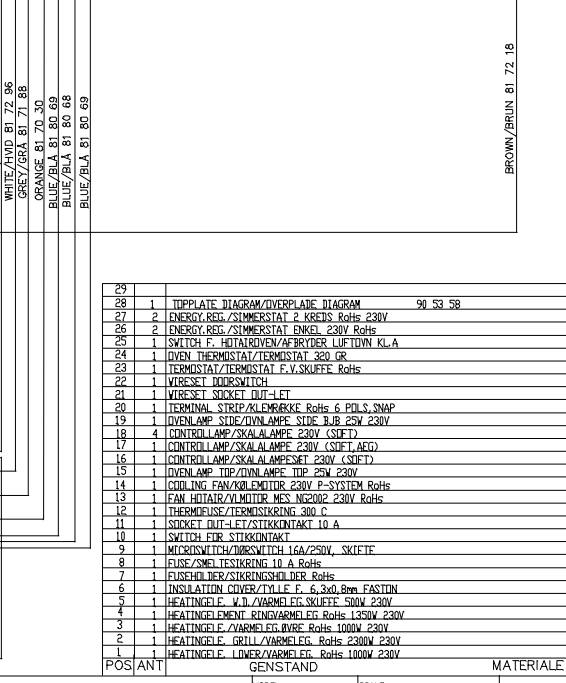 WHITE/HVID 81 72 96
GREY/GRÅ 81 71 88
ORANGE 81 70 30
BLUE/BLÅ 81 80 69
BLUE/BLÅ 81 80 68
BLUE/BLÅ 81 80 69
BROWN/BRUN 81 72 18
29
28 1 TOPPLATE DIAGRAM/OVERPLADE DIAGRAM 90 53 58
27 2 ENERGY.REG./SIMMERSTAT 2 KREDS RoHs 230V
26 2 ENERGY.REG./SIMMERSTAT ENKEL 230V RoHs
25 1 SWITCH F. HOTAIROVEN/AFBRYDER LUFTOVN KL.A
24 1 OVEN THERMOSTAT/TERMOSTAT 320 GR
23 1 TERMOSTAT/TERMOSTAT F.V.SKUFFE RoHs
22 1 WIRESET DOORSWITCH
21 1 WIRESET SOCKET OUT-LET
20 1 TERMINAL STRIP/KLEMRÆKKE RoHs 6 POLS,SNAP
19 1 OVENLAMP SIDE/OVNLAMPE SIDE BJB 25W 230V
18 4 CONTROLLAMP/SKALALAMPE 230V (SOFT)
17 1 CONTROLLAMP/SKALALAMPE 230V (SOFT,AEG)
16 1 CONTROLLAMP/SKALALAMPESÆT 230V (SOFT)
15 1 OVENLAMP TOP/OVNLAMPE TOP 25W 230V
14 1 COOLING FAN/KØLEMOTOR 230V P-SYSTEM RoHs
13 1 FAN HOTAIR/VLMOTOR MES NG2002 230V RoHs
12 1 THERMOFUSE/TERMOSIKRING 300 C
11 1 SOCKET OUT-LET/STIKKONTAKT 10 A
10 1 SWITCH FOR STIKKONTAKT
9 1 MICROSWITCH/DØRSWITCH 16A/250V, SKIFTE
8 1 FUSE/SMELTESIKRING 10 A RoHs
7 1 FUSEHOLDER/SIKRINGSHOLDER RoHs
6 1 INSULATION COVER/TYLLE F. 6,3x0,8mm FASTON
5 1 HEATINGELE. W.D./VARMELEG.SKUFFE 500W 230V
4 1 HEATINGELEMENT RINGVARMELEG RoHs 1350W 230V
3 1 HEATINGELE./VARMELEG.ØVRE RoHs 1000W 230V
2 1 HEATINGELE. GRILL/VARMELEG. RoHs 2300W 230V
1 1 HEATINGELE. LOWER/VARMELEG. RoHs 1000W 230V
POS ANT GENSTAND MATERIALE